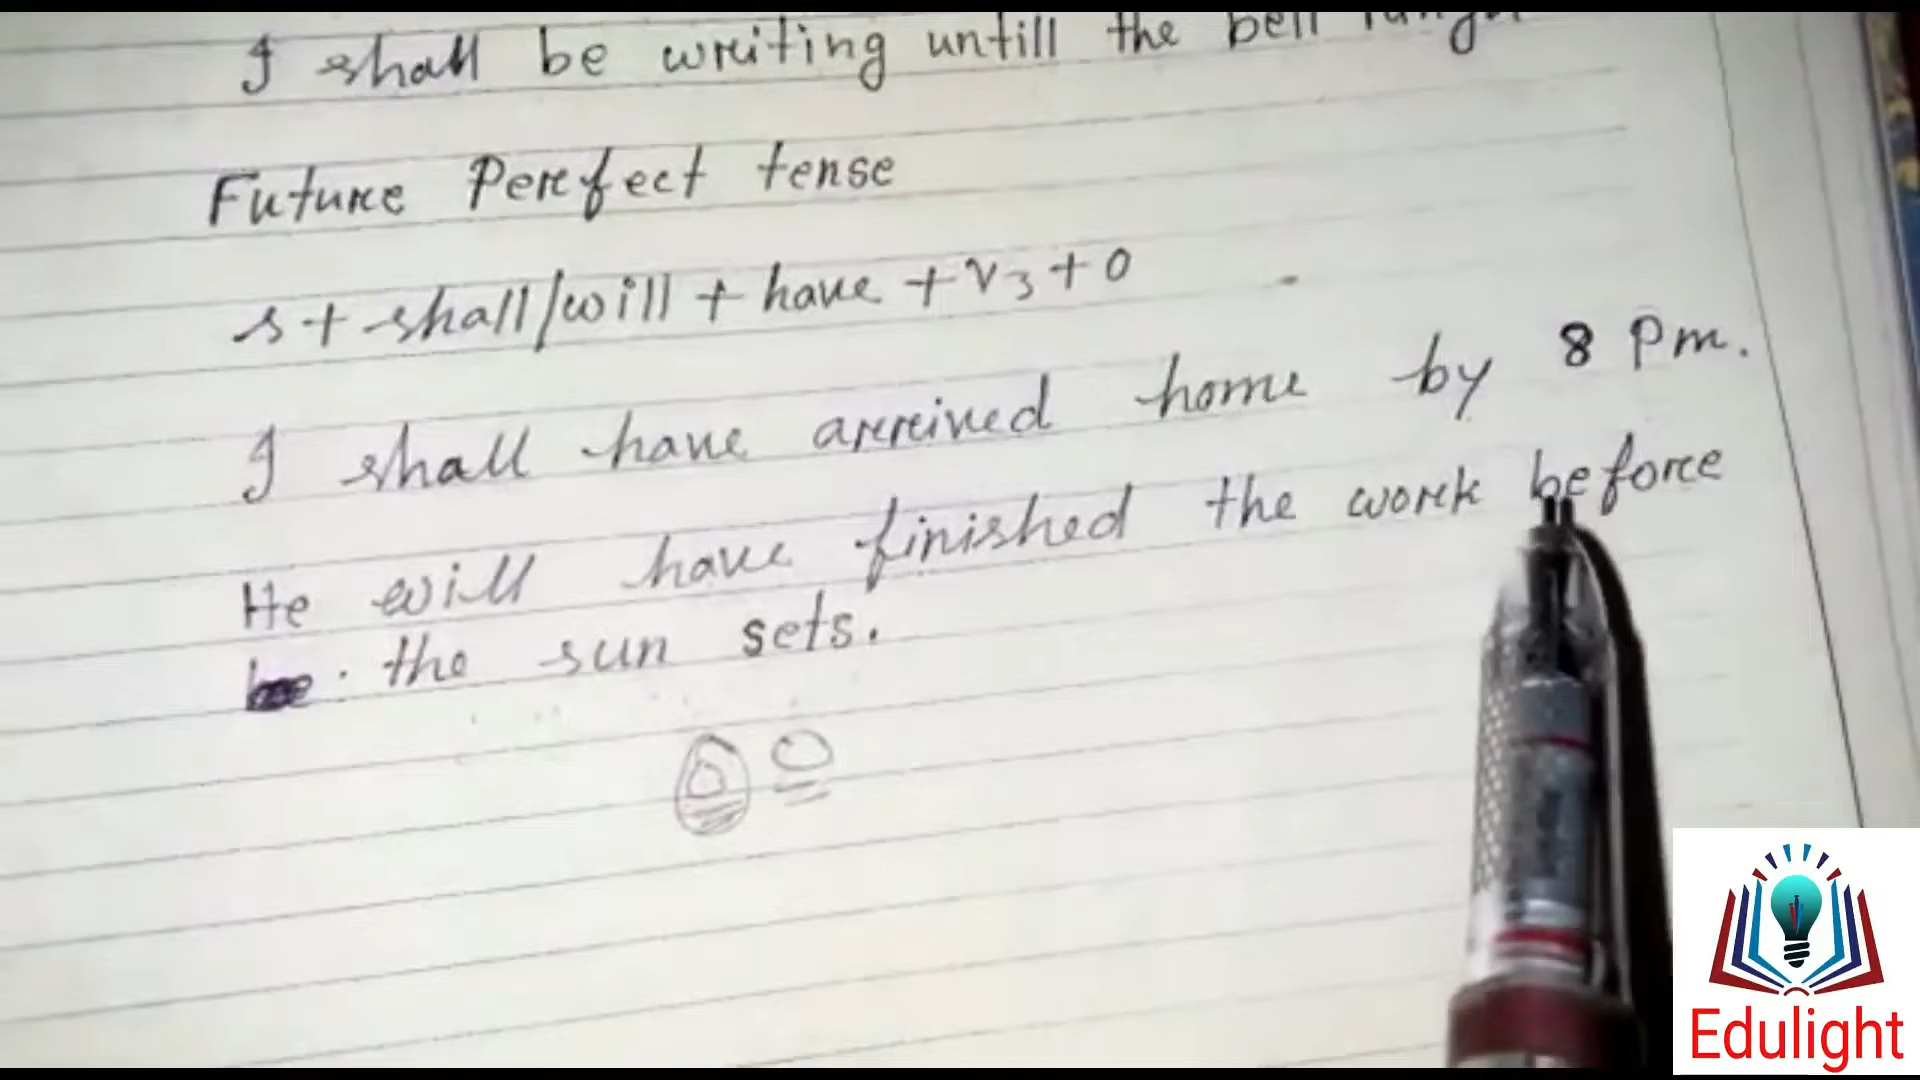 I shall be writing untill the bell
Future Perfect tense
s + shall/will + have + V3 + O
I shall have arrived home by 8 Pm.
He will have finished the work before
the sun sets.
Edulight